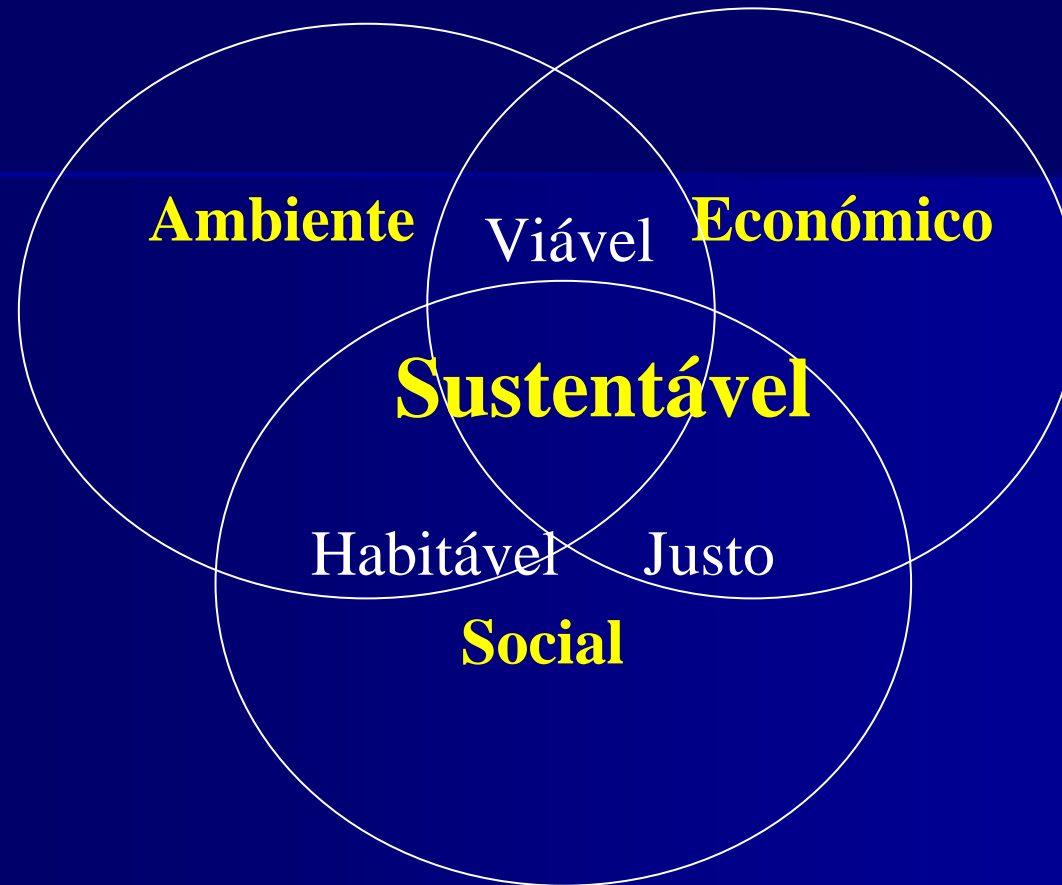 Ambiente
Viável
Económico
Sustentável
Habitável
Justo
Social